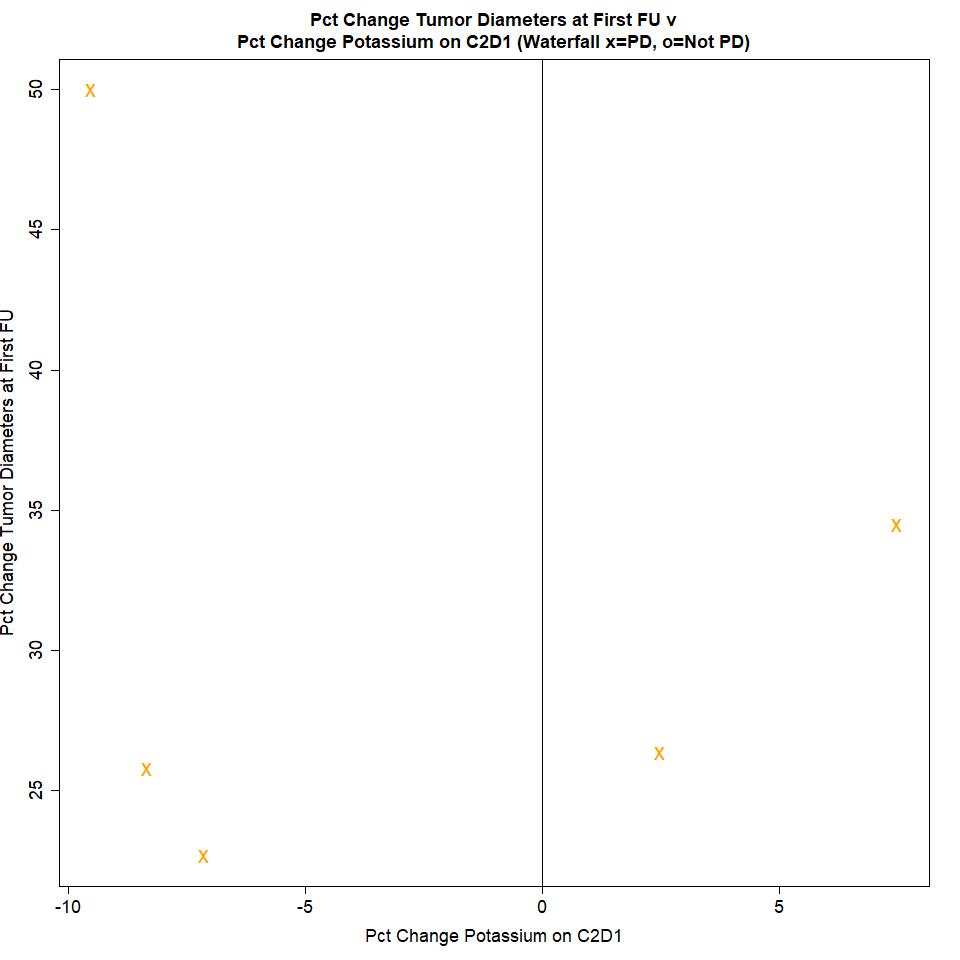 Pct Change Tumor Diameters at First FU v
Pct Change Potassium on C2D1 (Waterfall x=PD, o=Not PD)
Pct Change Tumor Diameters at First FU
50
45
40
35
30
25
X
X
X
X
X
-10
-5
0
5
Pct Change Potassium on C2D1